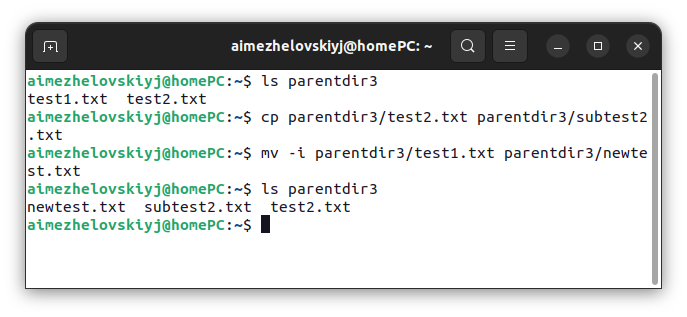 aimezhelovskiyj@homePC: ~
aimezhelovskiyj@homePC:~$ ls parentdir3
test1.txt  test2.txt
aimezhelovskiyj@homePC:~$ cp parentdir3/test2.txt parentdir3/subtest2
.txt
aimezhelovskiyj@homePC:~$ mv -i parentdir3/test1.txt parentdir3/newte
st.txt
aimezhelovskiyj@homePC:~$ ls parentdir3
newtest.txt  subtest2.txt  test2.txt
aimezhelovskiyj@homePC:~$